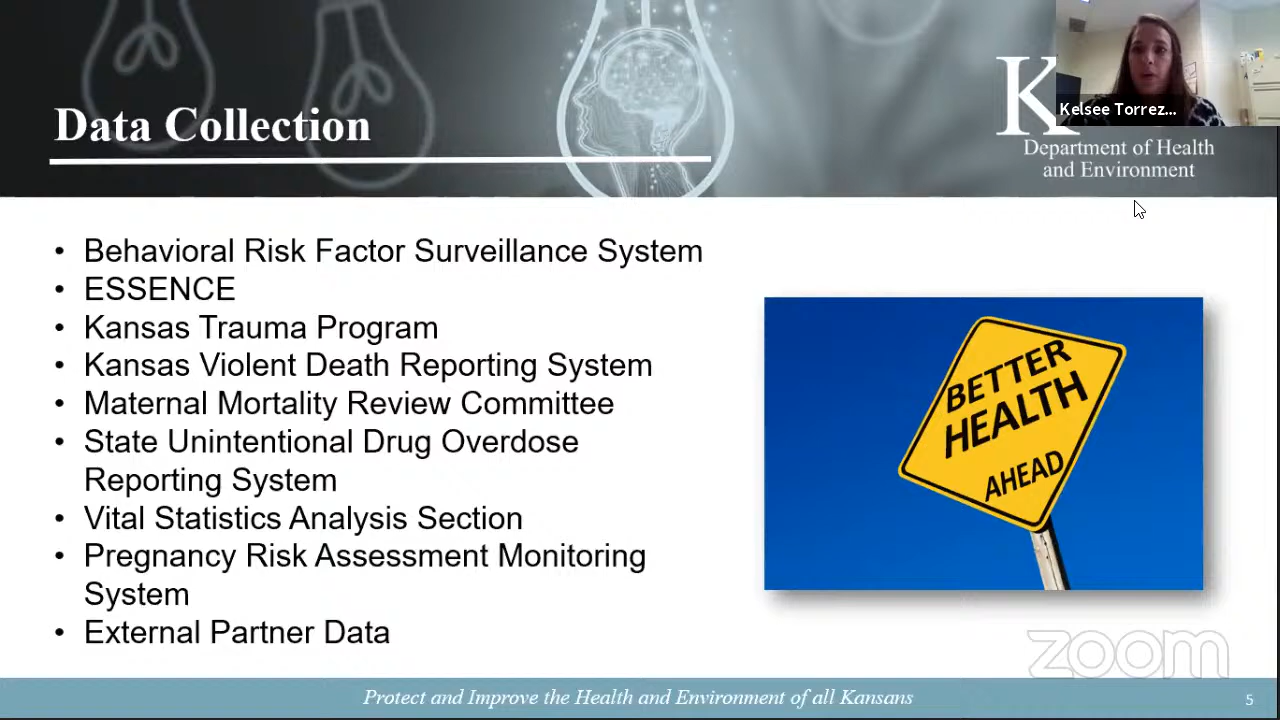 Data Collection
K
Kelsee Torrez...
Department of Health
and Environment
• Behavioral Risk Factor Surveillance System
• ESSENCE
• Kansas Trauma Program
• Kansas Violent Death Reporting System
• Maternal Mortality Review Committee
• State Unintentional Drug Overdose
Reporting System
• Vital Statistics Analysis Section
• Pregnancy Risk Assessment Monitoring
System
• External Partner Data
BETTER
HEALTH
AHEAD
zoom
Protect and Improve the Health and Environment of all Kansans
5